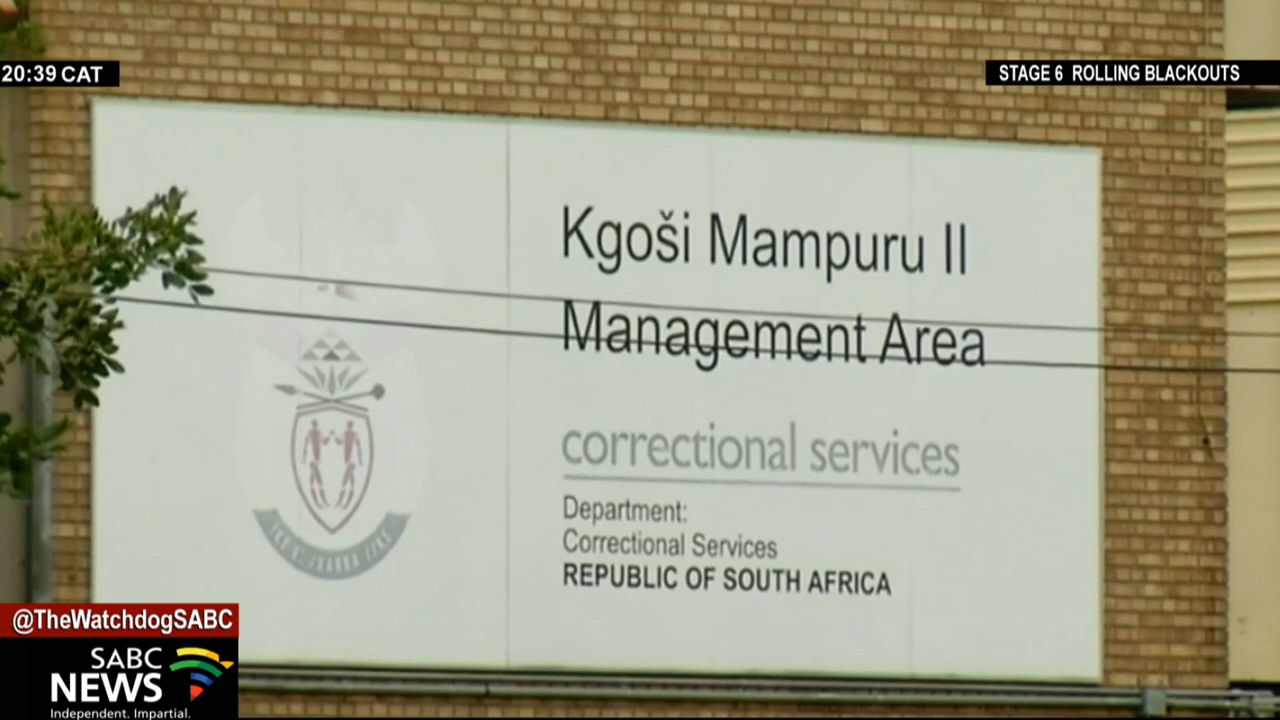 20:39 CAT
STAGE 6 ROLLING BLACKOUTS
Kgoši Mampuru II
Management Area
correctional services
Department:
Correctional Services
REPUBLIC OF SOUTH AFRICA
@TheWatchdogSABC
SABC
NEWS
Independent. Impartial.